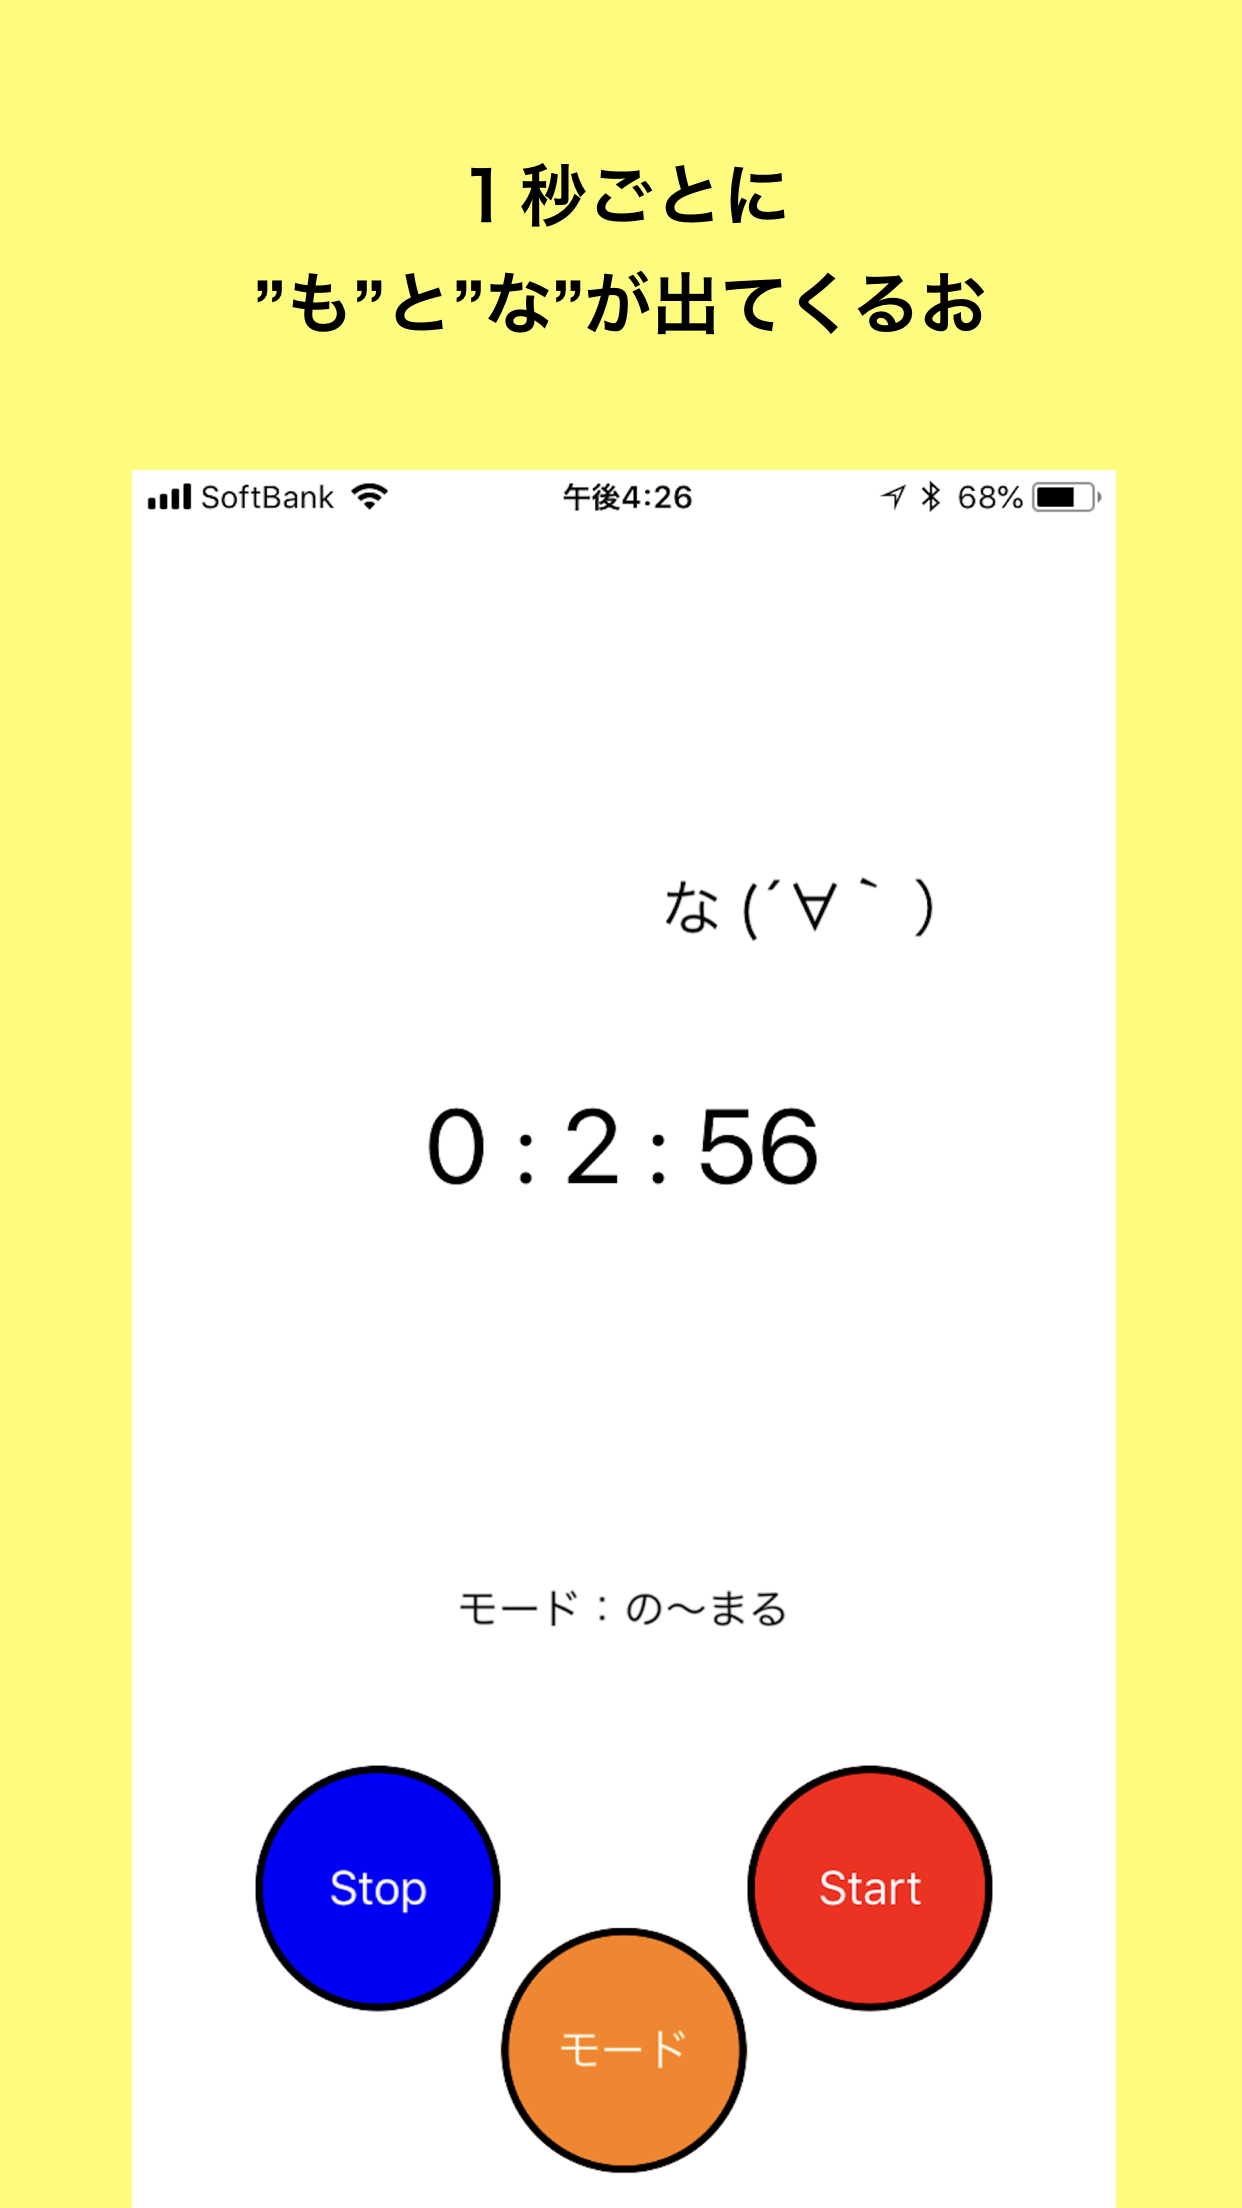 １秒ごとに
”も”と”な”が出てくるお
SoftBank 午後4:26 68%
な (´∀｀ )
0 : 2 : 56
モード：の〜まる
Stop
Start
モード